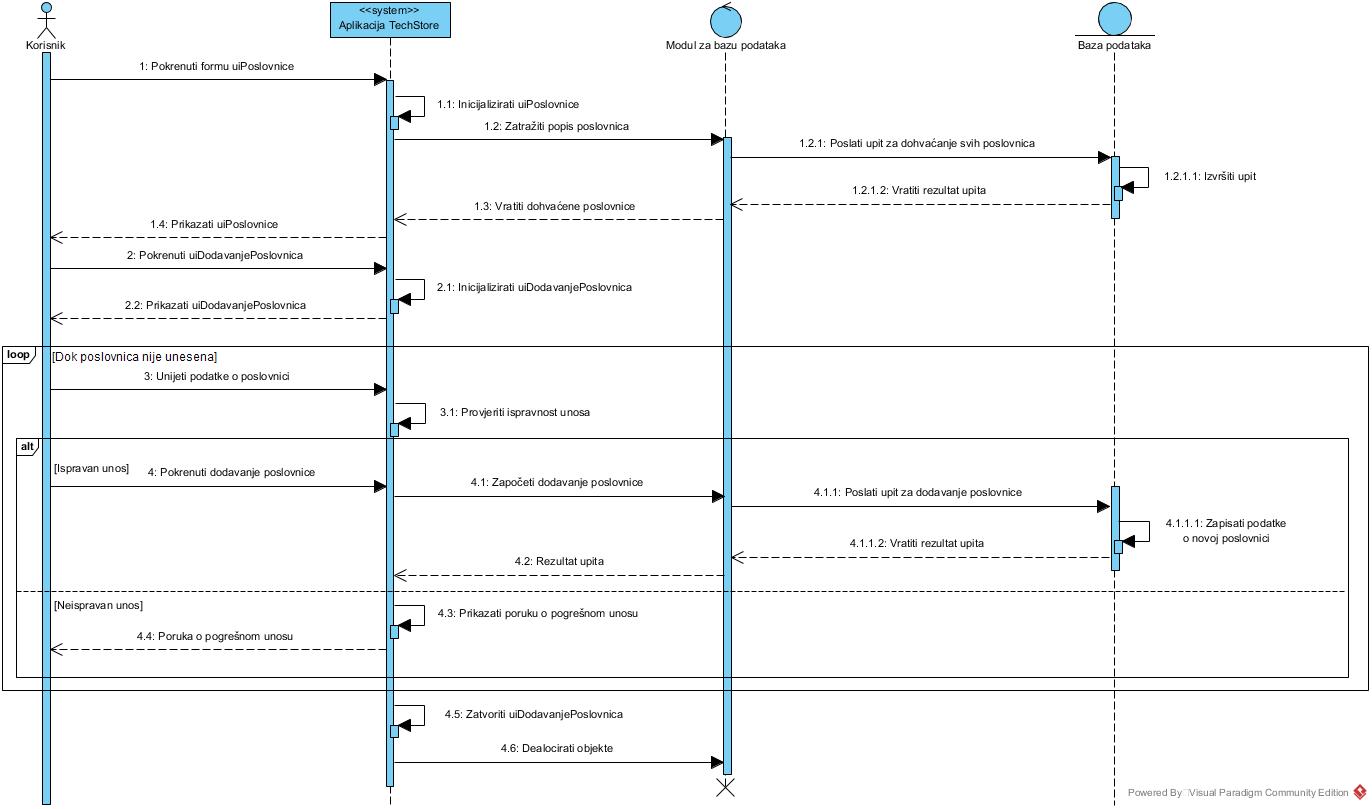 <<system>>
Aplikacija TechStore
Korisnik
Modul za bazu podataka
Baza podataka
1: Pokrenuti formu uiPoslovnice
1.1: Inicijalizirati uiPoslovnice
1.2: Zatražiti popis poslovnica
1.2.1: Poslati upit za dohvaćanje svih poslovnica
1.2.1.1: Izvršiti upit
1.2.1.2: Vratiti rezultat upita
1.3: Vratiti dohvaćene poslovnice
1.4: Prikazati uiPoslovnice
2: Pokrenuti uiDodavanjePoslovnica
2.1: Inicijalizirati uiDodavanjePoslovnica
2.2: Prikazati uiDodavanjePoslovnica
loop
[Dok poslovnica nije unesena]
3: Unijeti podatke o poslovnici
3.1: Provjeriti ispravnost unosa
alt
[Ispravan unos]
4: Pokrenuti dodavanje poslovnice
4.1: Započeti dodavanje poslovnice
4.1.1: Poslati upit za dodavanje poslovnice
4.1.1.1: Zapisati podatke
o novoj poslovnici
4.1.1.2: Vratiti rezultat upita
4.2: Rezultat upita
[Neispravan unos]
4.3: Prikazati poruku o pogrešnom unosu
4.4: Poruka o pogrešnom unosu
4.5: Zatvoriti uiDodavanjePoslovnica
4.6: Dealocirati objekte
Powered By Visual Paradigm Community Edition